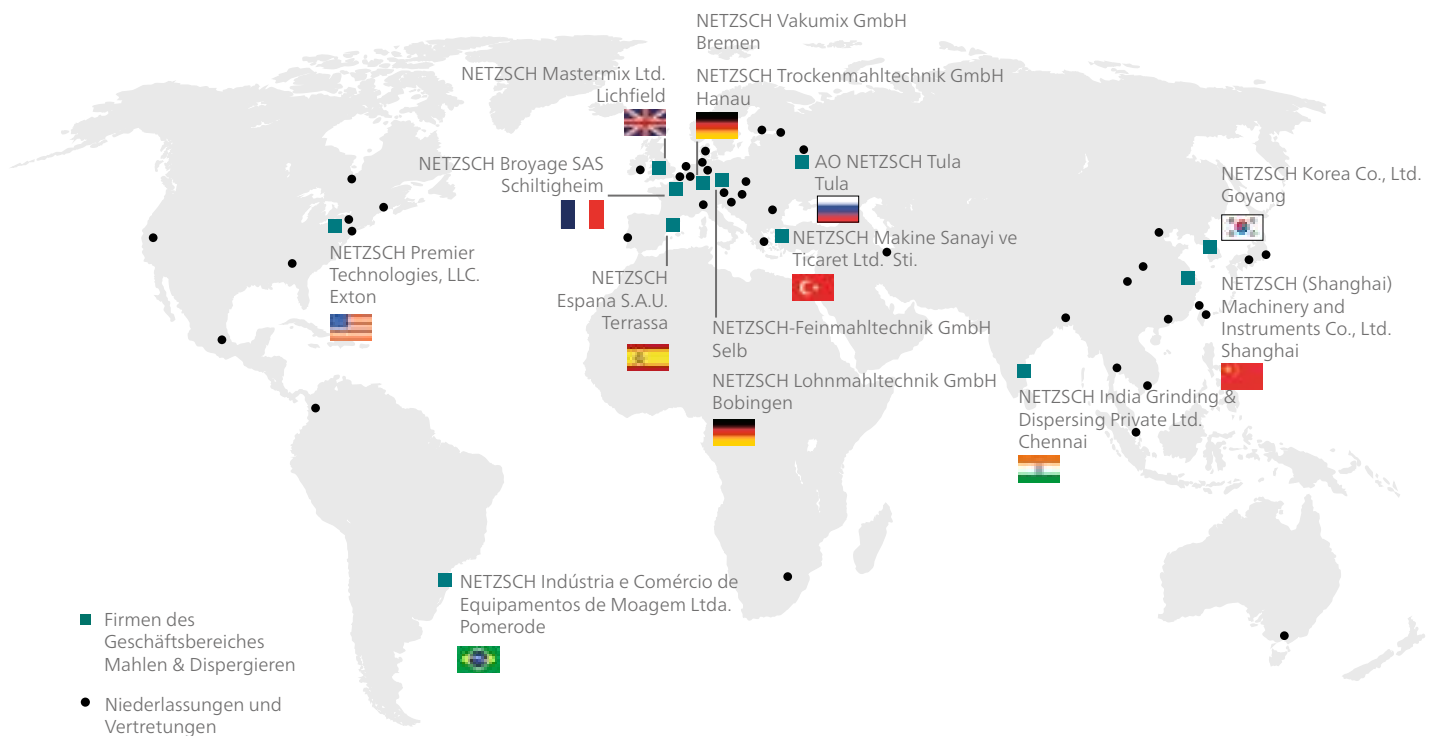 NETZSCH Vakumix GmbH
Bremen
NETZSCH Mastermix Ltd.
Lichfield
NETZSCH Trockenmahltechnik GmbH
Hanau
NETZSCH Broyage SAS
Schiltigheim
AO NETZSCH Tula
Tula
NETZSCH Korea Co., Ltd.
Goyang
NETZSCH Premier
Technologies, LLC.
Exton
NETZSCH
Espana S.A.U.
Terrassa
NETZSCH Makine Sanayi ve
Ticaret Ltd. Sti.
NETZSCH (Shanghai)
Machinery and
Instruments Co., Ltd.
Shanghai
NETZSCH-Feinmahltechnik GmbH
Selb
NETZSCH Lohnmahltechnik GmbH
Bobingen
NETZSCH India Grinding &
Dispersing Private Ltd.
Chennai
NETZSCH Indústria e Comércio de
Equipamentos de Moagem Ltda.
Pomerode
Firmen des
Geschäftsbereiches
Mahlen & Dispergieren
Niederlassungen und
Vertretungen